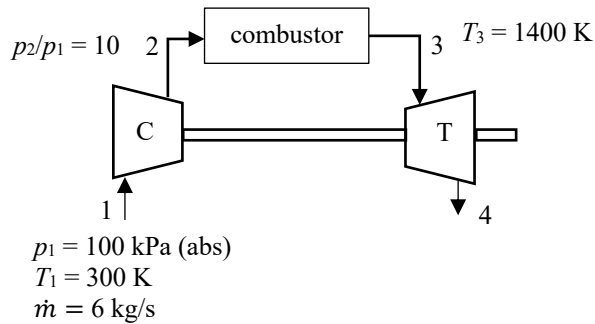 p₂/p₁ = 10
2
combustor
3
T₃ = 1400 K
C
T
1
4
p₁ = 100 kPa (abs)
T₁ = 300 K
ṁ = 6 kg/s